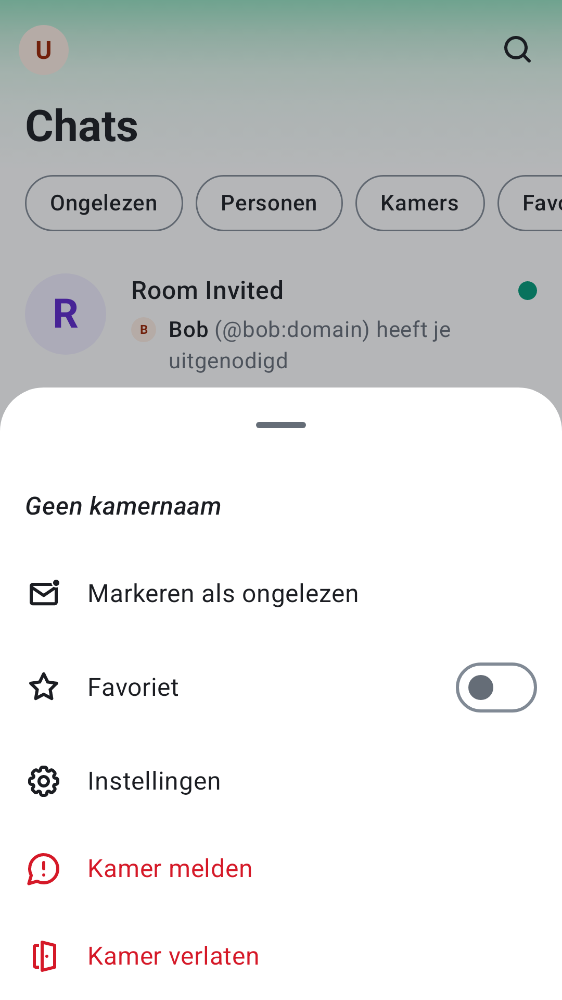 U
Chats
Ongelezen
Personen
Kamers
Favo
R
Room Invited
B
Bob (@bob:domain) heeft je
uitgenodigd
Geen kamernaam
Markeren als ongelezen
Favoriet
Instellingen
Kamer melden
Kamer verlaten